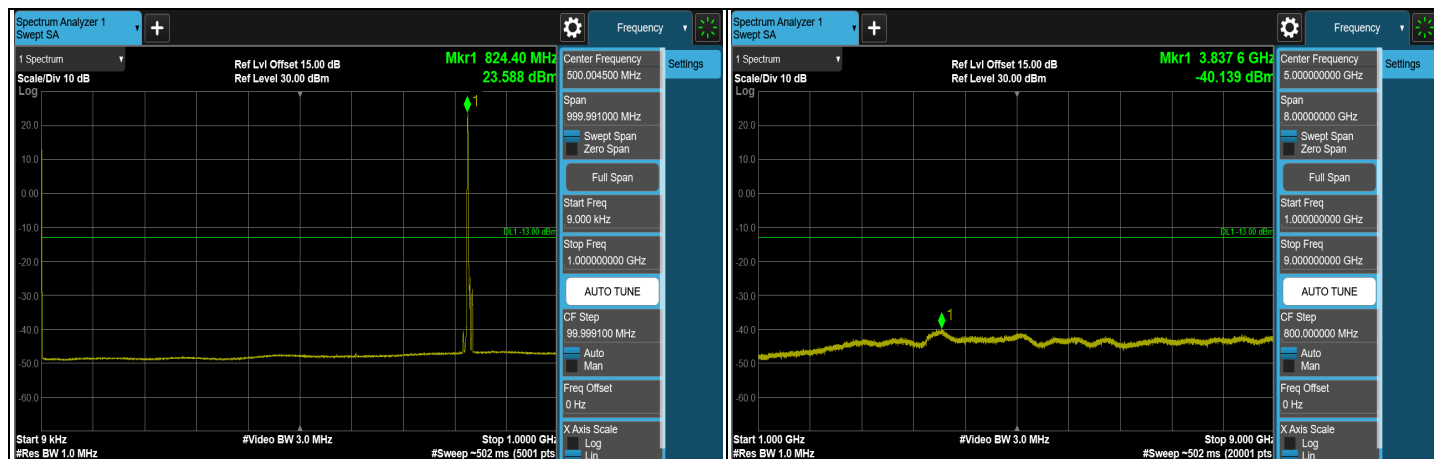 Spectrum Analyzer 1
Swept SA
+
Frequency
1 Spectrum
Ref Lvl Offset 15.00 dB
Mkr1 824.40 MHz
Scale/Div 10 dB
Ref Level 30.00 dBm
23.588 dBm
Log
1
20.0
10.0
0.00
-10.0
DL1 -13.00 dBm
-20.0
-30.0
-40.0
-50.0
-60.0
Start 9 kHz
#Video BW 3.0 MHz
Stop 1.0000 GHz
#Res BW 1.0 MHz
#Sweep ~502 ms (5001 pts)
Center Frequency
500.004500 MHz
Settings
Span
999.991000 MHz
Swept Span
Zero Span
Full Span
Start Freq
9.000 kHz
Stop Freq
1.000000000 GHz
AUTO TUNE
CF Step
99.999100 MHz
Auto
Man
Freq Offset
0 Hz
X Axis Scale
Log
Lin
Spectrum Analyzer 1
Swept SA
+
Frequency
1 Spectrum
Ref Lvl Offset 15.00 dB
Mkr1 3.837 6 GHz
Scale/Div 10 dB
Ref Level 30.00 dBm
-40.139 dBm
Log
1
20.0
10.0
0.00
-10.0
DL1 -13.00 dBm
-20.0
-30.0
-40.0
-50.0
-60.0
Start 1.000 GHz
#Video BW 3.0 MHz
Stop 9.000 GHz
#Res BW 1.0 MHz
#Sweep ~502 ms (20001 pts)
Center Frequency
5.000000000 GHz
Settings
Span
8.00000000 GHz
Swept Span
Zero Span
Full Span
Start Freq
1.000000000 GHz
Stop Freq
9.000000000 GHz
AUTO TUNE
CF Step
800.000000 MHz
Auto
Man
Freq Offset
0 Hz
X Axis Scale
Log
Lin